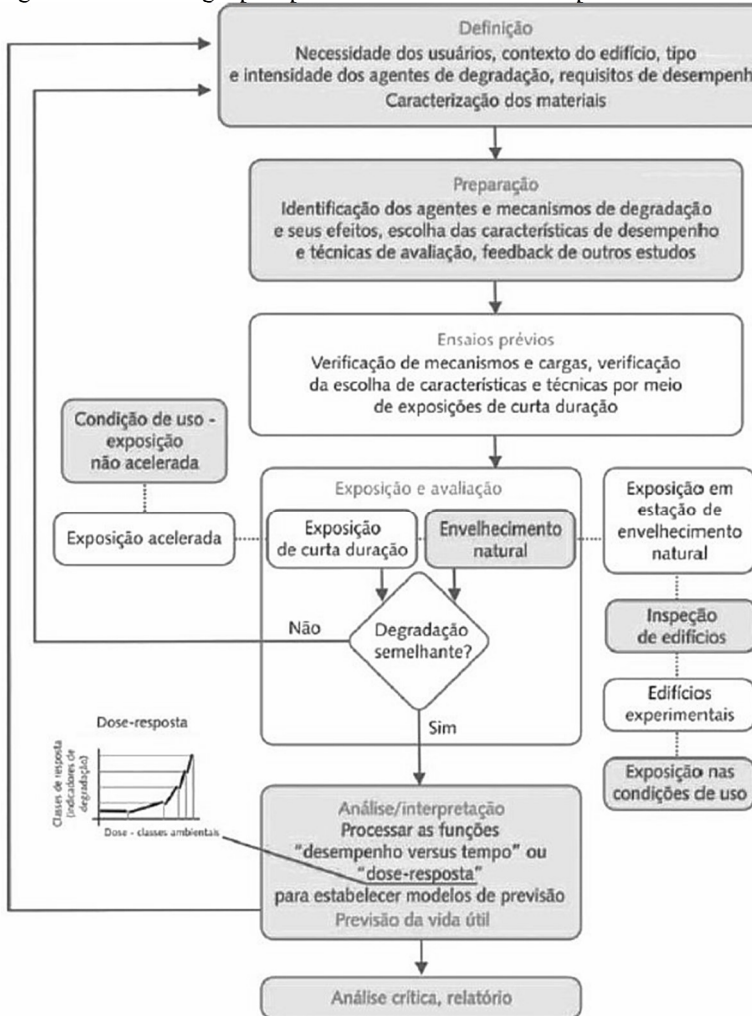 Definição
Necessidade dos usuários, contexto do edifício, tipo
e intensidade dos agentes de degradação, requisitos de desempenh
Caracterização dos materiais
Preparação
Identificação dos agentes e mecanismos de degradação
e seus efeitos, escolha das características de desempenho
e técnicas de avaliação, feedback de outros estudos
Ensaios prévios
Verificação de mecanismos e cargas, verificação
da escolha de características e técnicas por meio
de exposições de curta duração
Condição de uso -
exposição
não acelerada
Exposição acelerada
Exposição e avaliação
Exposição
de curta duração
Envelhecimento
natural
Exposição em
estação de
envelhecimento
natural
Degradação
semelhante?
Não
Sim
Inspeção
de edifícios
Edifícios
experimentais
Exposição nas
condições de uso
Dose-resposta
Classes de resposta
(indicadores de
degradação)
Dose - classes ambientais
Análise/interpretação
Processar as funções
"desempenho versus tempo" ou
"dose-resposta"
para estabelecer modelos de previsão
Previsão da vida útil
Análise crítica, relatório